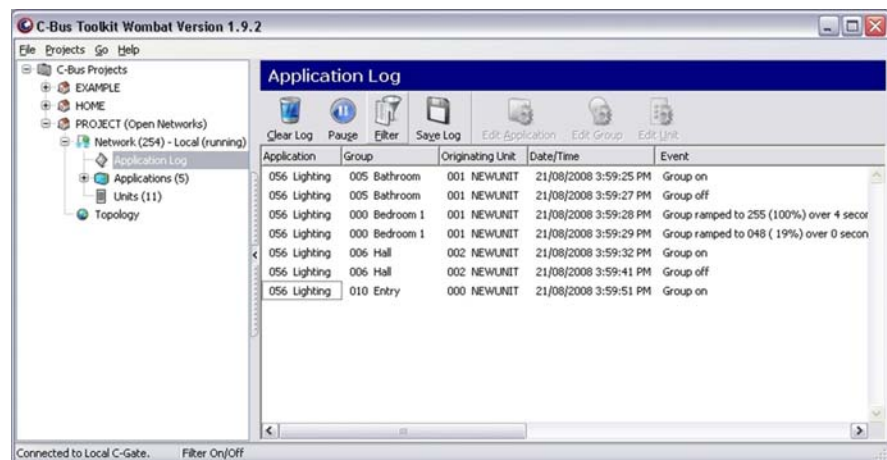 C-Bus Toolkit Wombat Version 1.9.2
File Projects Go Help
C-Bus Projects
EXAMPLE
HOME
PROJECT (Open Networks)
Network (254) - Local (running)
Application Log
Applications (5)
Units (11)
Topology
Application Log
Clear Log Pause Filter Save Log Edit Application Edit Group Edit Unit
Application Group Originating Unit Date/Time Event
056 Lighting 005 Bathroom 001 NEWUNIT 21/08/2008 3:59:25 PM Group on
056 Lighting 005 Bathroom 001 NEWUNIT 21/08/2008 3:59:27 PM Group off
056 Lighting 000 Bedroom 1 001 NEWUNIT 21/08/2008 3:59:28 PM Group ramped to 255 (100%) over 4 secor
056 Lighting 000 Bedroom 1 001 NEWUNIT 21/08/2008 3:59:29 PM Group ramped to 048 ( 19%) over 0 secon
056 Lighting 006 Hall 002 NEWUNIT 21/08/2008 3:59:32 PM Group on
056 Lighting 006 Hall 002 NEWUNIT 21/08/2008 3:59:41 PM Group off
056 Lighting 010 Entry 000 NEWUNIT 21/08/2008 3:59:51 PM Group on
Connected to Local C-Gate. Filter On/Off